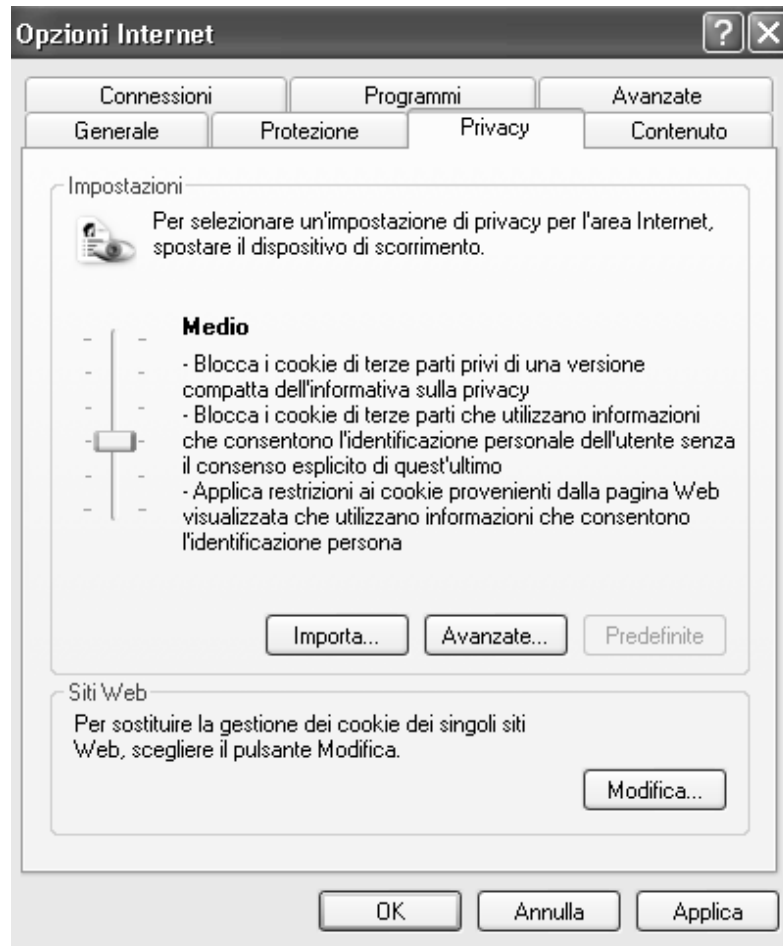 Opzioni Internet
Connessioni Programmi Avanzate
Generale Protezione Privacy Contenuto
Impostazioni
Per selezionare un'impostazione di privacy per l'area Internet,
spostare il dispositivo di scorrimento.
Medio
- Blocca i cookie di terze parti privi di una versione
compatta dell'informativa sulla privacy
- Blocca i cookie di terze parti che utilizzano informazioni
che consentono l'identificazione personale dell'utente senza
il consenso esplicito di quest'ultimo
- Applica restrizioni ai cookie provenienti dalla pagina Web
visualizzata che utilizzano informazioni che consentono
l'identificazione persona
Importa... Avanzate... Predefinite
Siti Web
Per sostituire la gestione dei cookie dei singoli siti
Web, scegliere il pulsante Modifica.
Modifica...
OK Annulla Applica